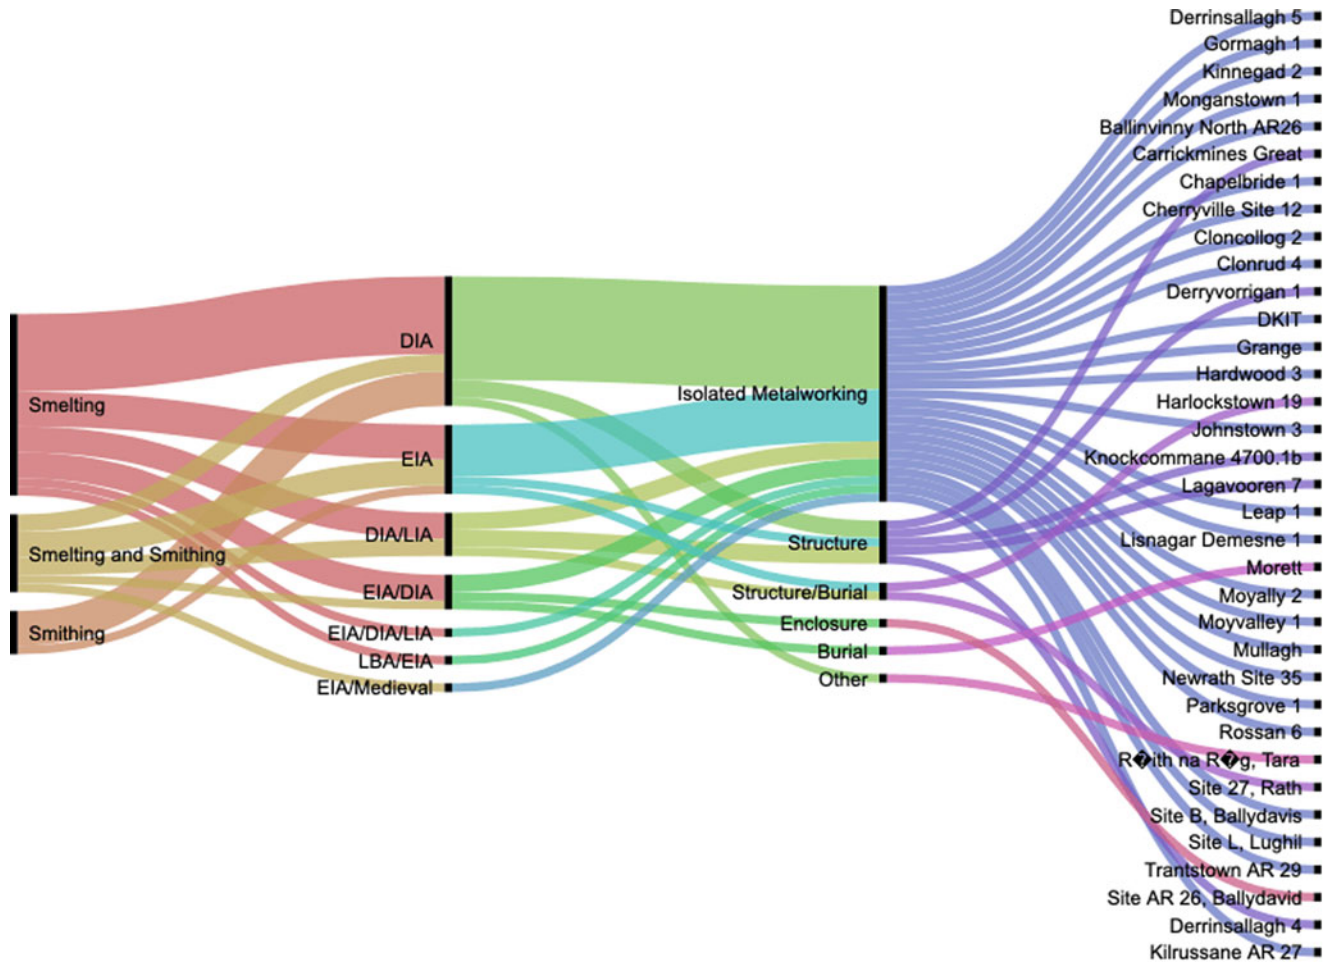 Smelting
Smelting and Smithing
Smithing
DIA
EIA
DIA/LIA
EIA/DIA
EIA/DIA/LIA
LBA/EIA
EIA/Medieval
Isolated Metalworking
Structure
Structure/Burial
Enclosure
Burial
Other
Derrinsallagh 5
Gormagh 1
Kinnegad 2
Monganstown 1
Ballinvinny North AR26
Carrickmines Great
Chapelbride 1
Cherryville Site 12
Cloncollog 2
Clonrud 4
Derryvorrigan 1
DKIT
Grange
Hardwood 3
Harlockstown 19
Johnstown 3
Knockcommane 4700.1b
Lagavooren 7
Leap 1
Lisnagar Demesne 1
Morett
Moyally 2
Moyvalley 1
Mullagh
Newrath Site 35
Parksgrove 1
Rossan 6
R�ith na R�g, Tara
Site 27, Rath
Site B, Ballydavis
Site L, Lughil
Trantstown AR 29
Site AR 26, Ballydavid
Derrinsallagh 4
Kilrussane AR 27